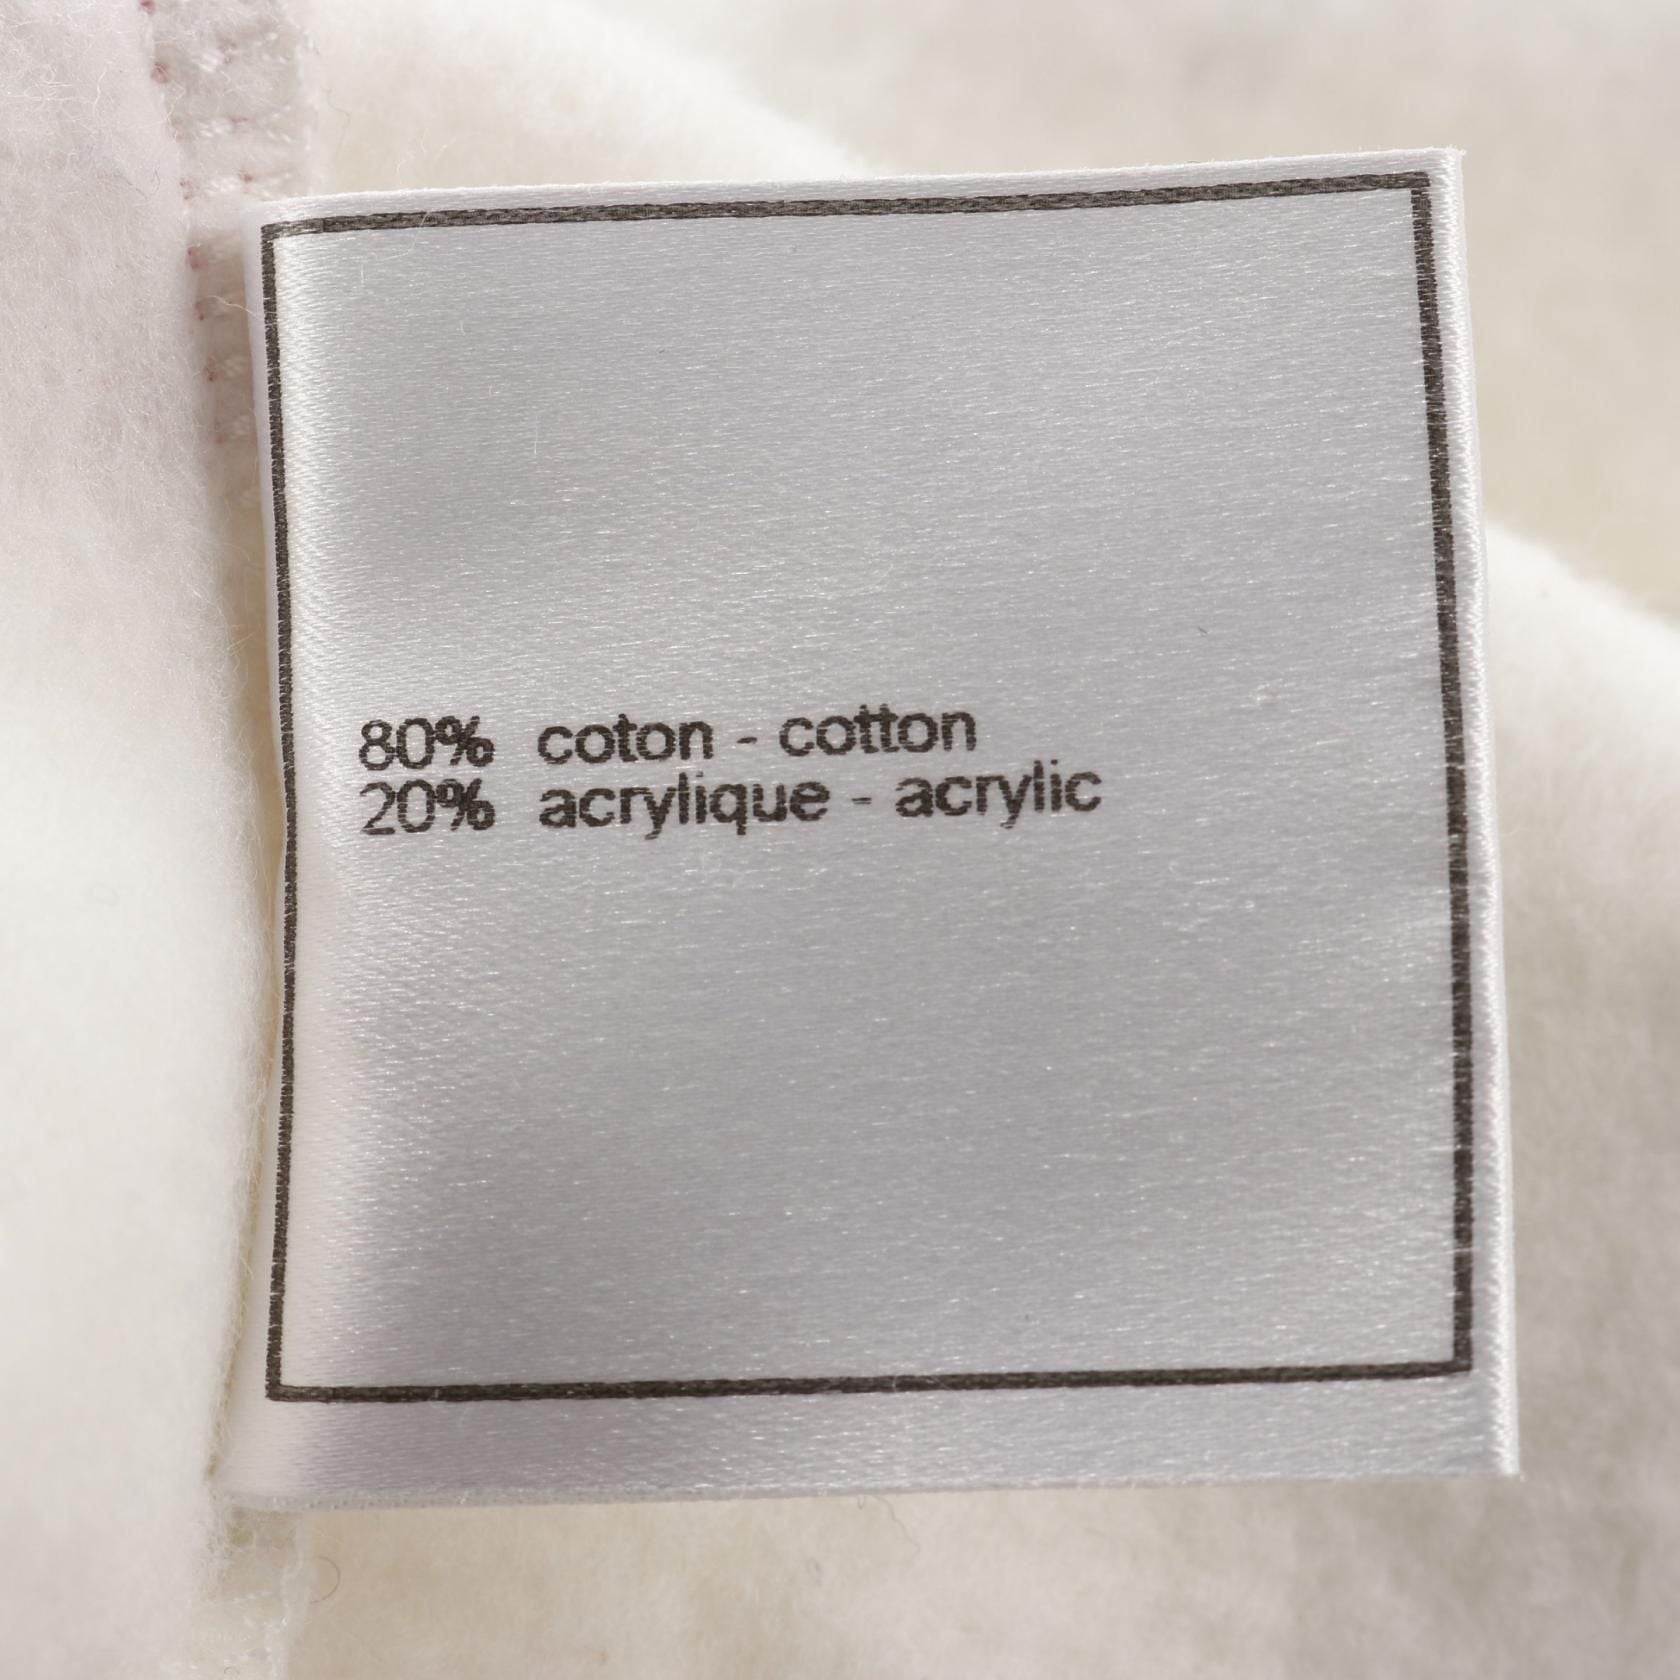 80% coton - cotton
20% acrylique - acrylic